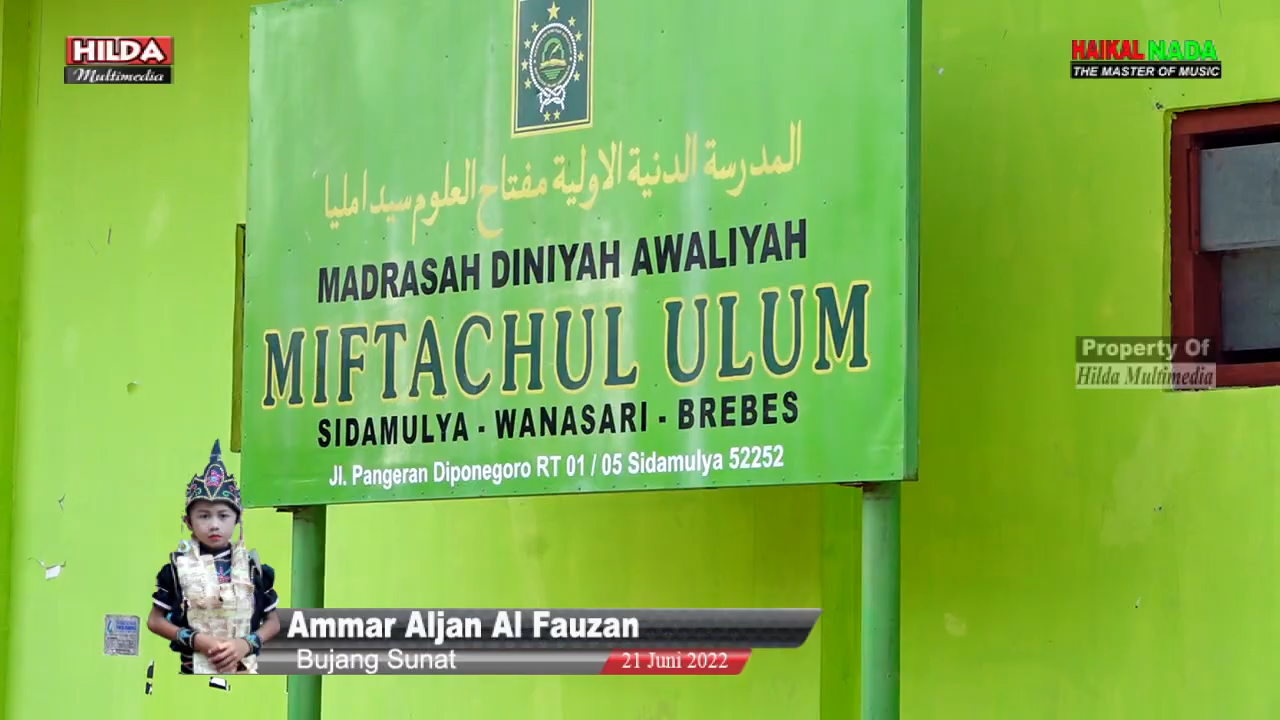 HILDA
Multimedia
HAIKAL NADA
THE MASTER OF MUSIC
المدرسة الدنية الاولية مفتاح العلوم سيدامليا
MADRASAH DINIYAH AWALIYAH
MIFTACHUL ULUM
SIDAMULYA - WANASARI - BREBES
Jl. Pangeran Diponegoro RT 01 / 05 Sidamulya 52252
Property Of
Hilda Multimedia
Ammar Aljan Al Fauzan
Bujang Sunat
21 Juni 2022